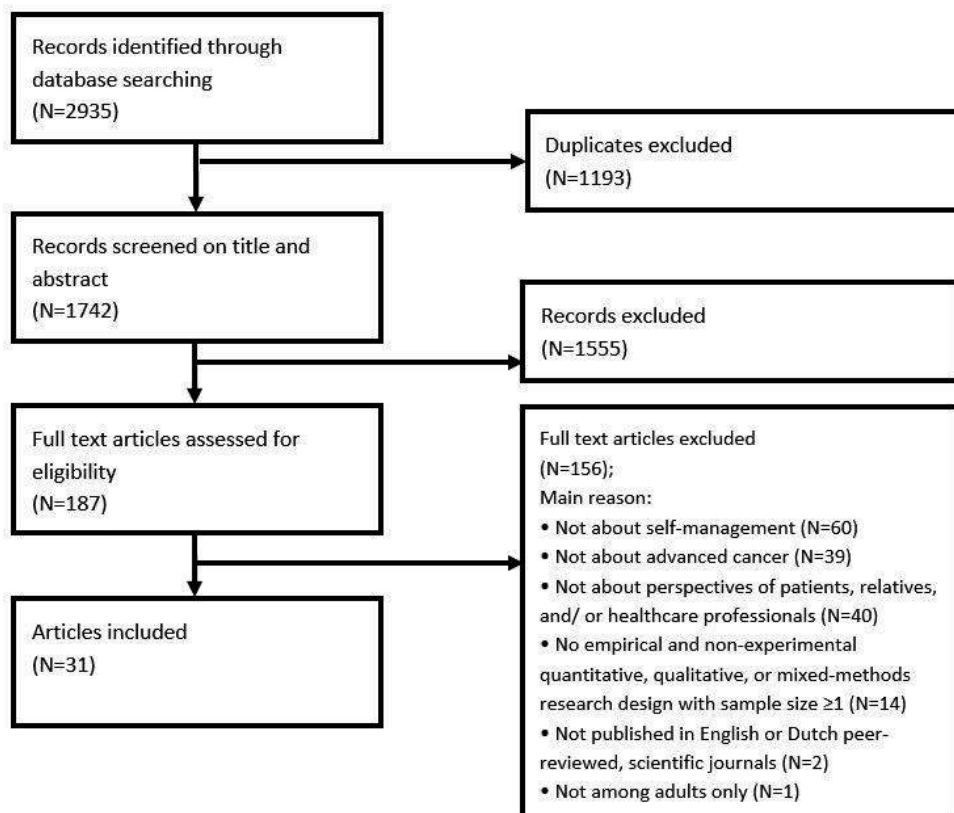 Records identified through
database searching
(N=2935)
Duplicates excluded
(N=1193)
Records screened on title and
abstract
(N=1742)
Records excluded
(N=1555)
Full text articles assessed for
eligibility
(N=187)
Full text articles excluded
(N=156);
Main reason:
• Not about self-management (N=60)
• Not about advanced cancer (N=39)
• Not about perspectives of patients, relatives,
and/ or healthcare professionals (N=40)
• No empirical and non-experimental
quantitative, qualitative, or mixed-methods
research design with sample size ≥1 (N=14)
• Not published in English or Dutch peer-
reviewed, scientific journals (N=2)
• Not among adults only (N=1)
Articles included
(N=31)